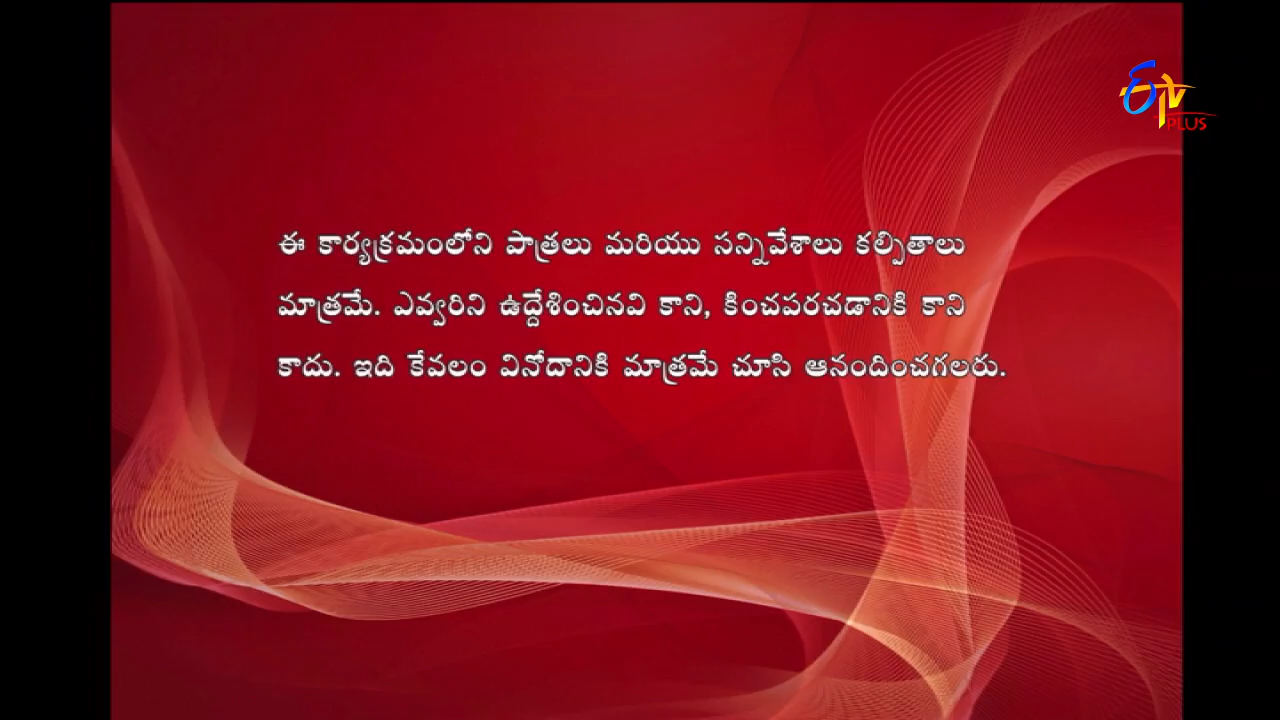 ETV
PLUS
ఈ కార్యక్రమంలోని పాత్రలు మరియు సన్నివేశాలు కల్పితాలు
మాత్రమే. ఎవ్వరిని ఉద్దేశించినవి కాని, కించపరచడానికి కాని
కాదు. ఇది కేవలం వినోదానికి మాత్రమే చూసి ఆనందించగలరు.